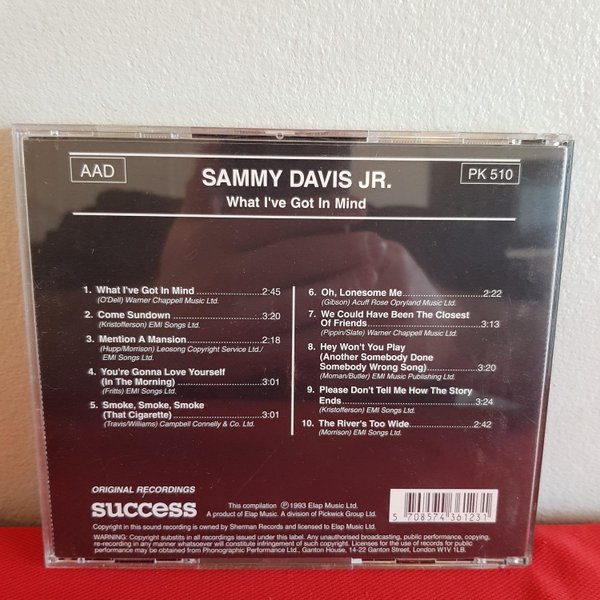 AAD
SAMMY DAVIS JR.
PK 510
What I've Got In Mind
1. What I've Got In Mind ........ 2:45
(O'Dell) Warner Chappell Music Ltd.
2. Come Sundown ........ 3:20
(Kristofferson) EMI Songs Ltd.
3. Mention A Mansion ........ 2:18
(Hupp/Morrison) Leosong Copyright Service Ltd./
EMI Songs Ltd.
4. You're Gonna Love Yourself
(In The Morning) ........ 3:01
(Fritts) EMI Songs Ltd.
5. Smoke, Smoke, Smoke
(That Cigarette) ........ 3:01
(Travis/Williams) Campbell Connelly & Co. Ltd.
6. Oh, Lonesome Me ........ 2:22
(Gibson) Acuff Rose Opryland Music Ltd.
7. We Could Have Been The Closest
Of Friends ........ 3:13
(Pippin/Slate) Warner Chappell Music Ltd.
8. Hey Won't You Play
(Another Somebody Done
Somebody Wrong Song) ........ 3:20
(Moman/Butler) EMI Music Publishing Ltd.
9. Please Don't Tell Me How The Story
Ends ........ 3:24
(Kristofferson) EMI Songs Ltd.
10. The River's Too Wide ........ 2:42
(Morrison) EMI Songs Ltd.
ORIGINAL RECORDINGS
success
This compilation ℗1993 Elap Music Ltd.
A product of Elap Music. A division of Pickwick Group Ltd.
5 708574 361231
Copyright in this sound recording is owned by Sherman Records and licensed to Elap Music Ltd.
WARNING: Copyright substits in all recordings issued under this label. Any unauthorised broadcasting, public performance, copying,
re-recording in any manner whatsoever will constitute infringement of such copyright. Licenses for the use of records for public
performance may be obtained from Phonographic Performance Ltd., Ganton House, 14-22 Ganton Street, London W1V 1LB.